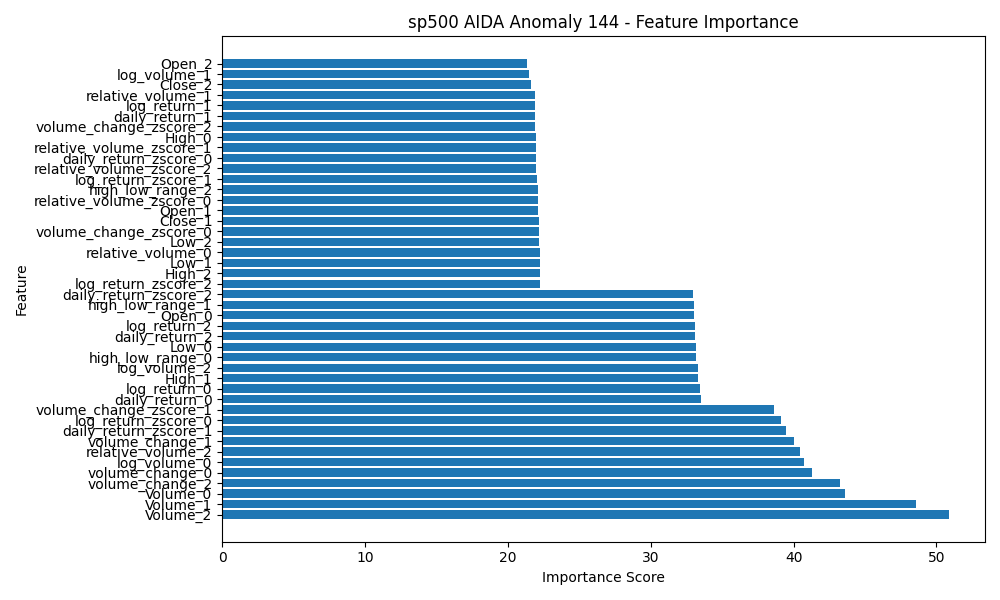 sp500 AIDA Anomaly 144 - Feature Importance
Open_2
log_volume_1
Close_2
relative_volume_1
log_return_1
daily_return_1
volume_change_zscore_2
High_0
relative_volume_zscore_1
daily_return_zscore_0
relative_volume_zscore_2
log_return_zscore_1
high_low_range_2
relative_volume_zscore_0
Open_1
Close_1
volume_change_zscore_0
Low_2
relative_volume_0
Low_1
High_2
log_return_zscore_2
daily_return_zscore_2
high_low_range_1
Open_0
log_return_2
daily_return_2
Low_0
high_low_range_0
log_volume_2
High_1
log_return_0
daily_return_0
volume_change_zscore_1
log_return_zscore_0
daily_return_zscore_1
volume_change_1
relative_volume_2
log_volume_0
volume_change_0
volume_change_2
Volume_0
Volume_1
Volume_2
Feature
0 10 20 30 40 50
Importance Score